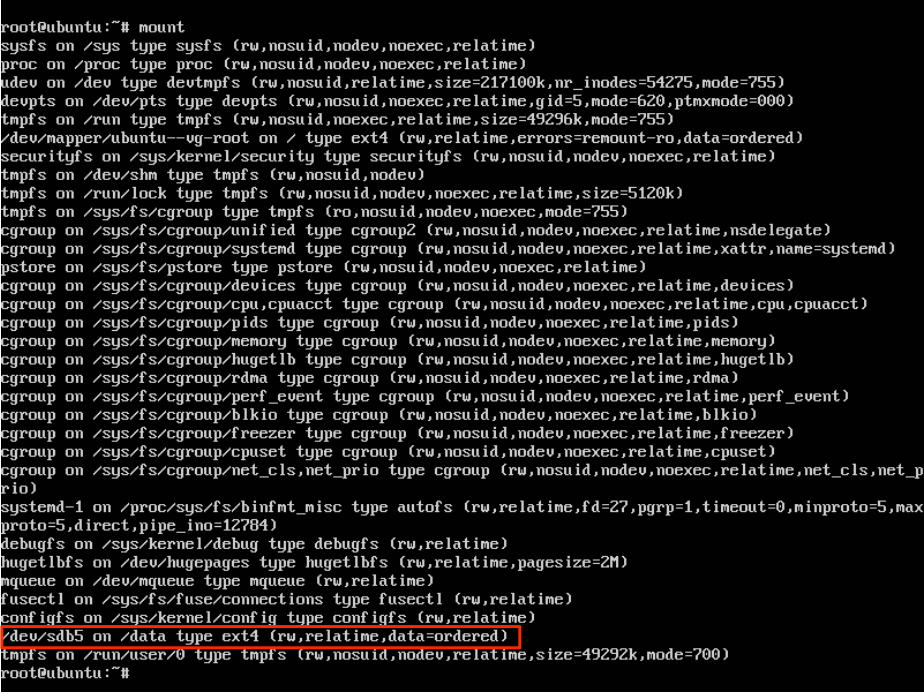 root@ubuntu:~# mount
sysfs on /sys type sysfs (rw,nosuid,nodev,noexec,relatime)
proc on /proc type proc (rw,nosuid,nodev,noexec,relatime)
udev on /dev type devtmpfs (rw,nosuid,relatime,size=217100k,nr_inodes=54275,mode=755)
devpts on /dev/pts type devpts (rw,nosuid,noexec,relatime,gid=5,mode=620,ptmxmode=000)
tmpfs on /run type tmpfs (rw,nosuid,noexec,relatime,size=49296k,mode=755)
/dev/mapper/ubuntu--vg-root on / type ext4 (rw,relatime,errors=remount-ro,data=ordered)
securityfs on /sys/kernel/security type securityfs (rw,nosuid,nodev,noexec,relatime)
tmpfs on /dev/shm type tmpfs (rw,nosuid,nodev)
tmpfs on /run/lock type tmpfs (rw,nosuid,nodev,noexec,relatime,size=5120k)
tmpfs on /sys/fs/cgroup type tmpfs (ro,nosuid,nodev,noexec,mode=755)
cgroup on /sys/fs/cgroup/unified type cgroup2 (rw,nosuid,nodev,noexec,relatime,nsdelegate)
cgroup on /sys/fs/cgroup/systemd type cgroup (rw,nosuid,nodev,noexec,relatime,xattr,name=systemd)
pstore on /sys/fs/pstore type pstore (rw,nosuid,nodev,noexec,relatime)
cgroup on /sys/fs/cgroup/devices type cgroup (rw,nosuid,nodev,noexec,relatime,devices)
cgroup on /sys/fs/cgroup/cpu,cpuacct type cgroup (rw,nosuid,nodev,noexec,relatime,cpu,cpuacct)
cgroup on /sys/fs/cgroup/pids type cgroup (rw,nosuid,nodev,noexec,relatime,pids)
cgroup on /sys/fs/cgroup/memory type cgroup (rw,nosuid,nodev,noexec,relatime,memory)
cgroup on /sys/fs/cgroup/hugetlb type cgroup (rw,nosuid,nodev,noexec,relatime,hugetlb)
cgroup on /sys/fs/cgroup/rdma type cgroup (rw,nosuid,nodev,noexec,relatime,rdma)
cgroup on /sys/fs/cgroup/perf_event type cgroup (rw,nosuid,nodev,noexec,relatime,perf_event)
cgroup on /sys/fs/cgroup/blkio type cgroup (rw,nosuid,nodev,noexec,relatime,blkio)
cgroup on /sys/fs/cgroup/freezer type cgroup (rw,nosuid,nodev,noexec,relatime,freezer)
cgroup on /sys/fs/cgroup/cpuset type cgroup (rw,nosuid,nodev,noexec,relatime,cpuset)
cgroup on /sys/fs/cgroup/net_cls,net_prio type cgroup (rw,nosuid,nodev,noexec,relatime,net_cls,net_p
rio)
systemd-1 on /proc/sys/fs/binfmt_misc type autofs (rw,relatime,fd=27,pgrp=1,timeout=0,minproto=5,max
proto=5,direct,pipe_ino=12784)
debugfs on /sys/kernel/debug type debugfs (rw,relatime)
hugetlbfs on /dev/hugepages type hugetlbfs (rw,relatime,pagesize=2M)
mqueue on /dev/mqueue type mqueue (rw,relatime)
fusectl on /sys/fs/fuse/connections type fusectl (rw,relatime)
configfs on /sys/kernel/config type configfs (rw,relatime)
/dev/sdb5 on /data type ext4 (rw,relatime,data=ordered)
tmpfs on /run/user/0 type tmpfs (rw,nosuid,nodev,relatime,size=49292k,mode=700)
root@ubuntu:~#